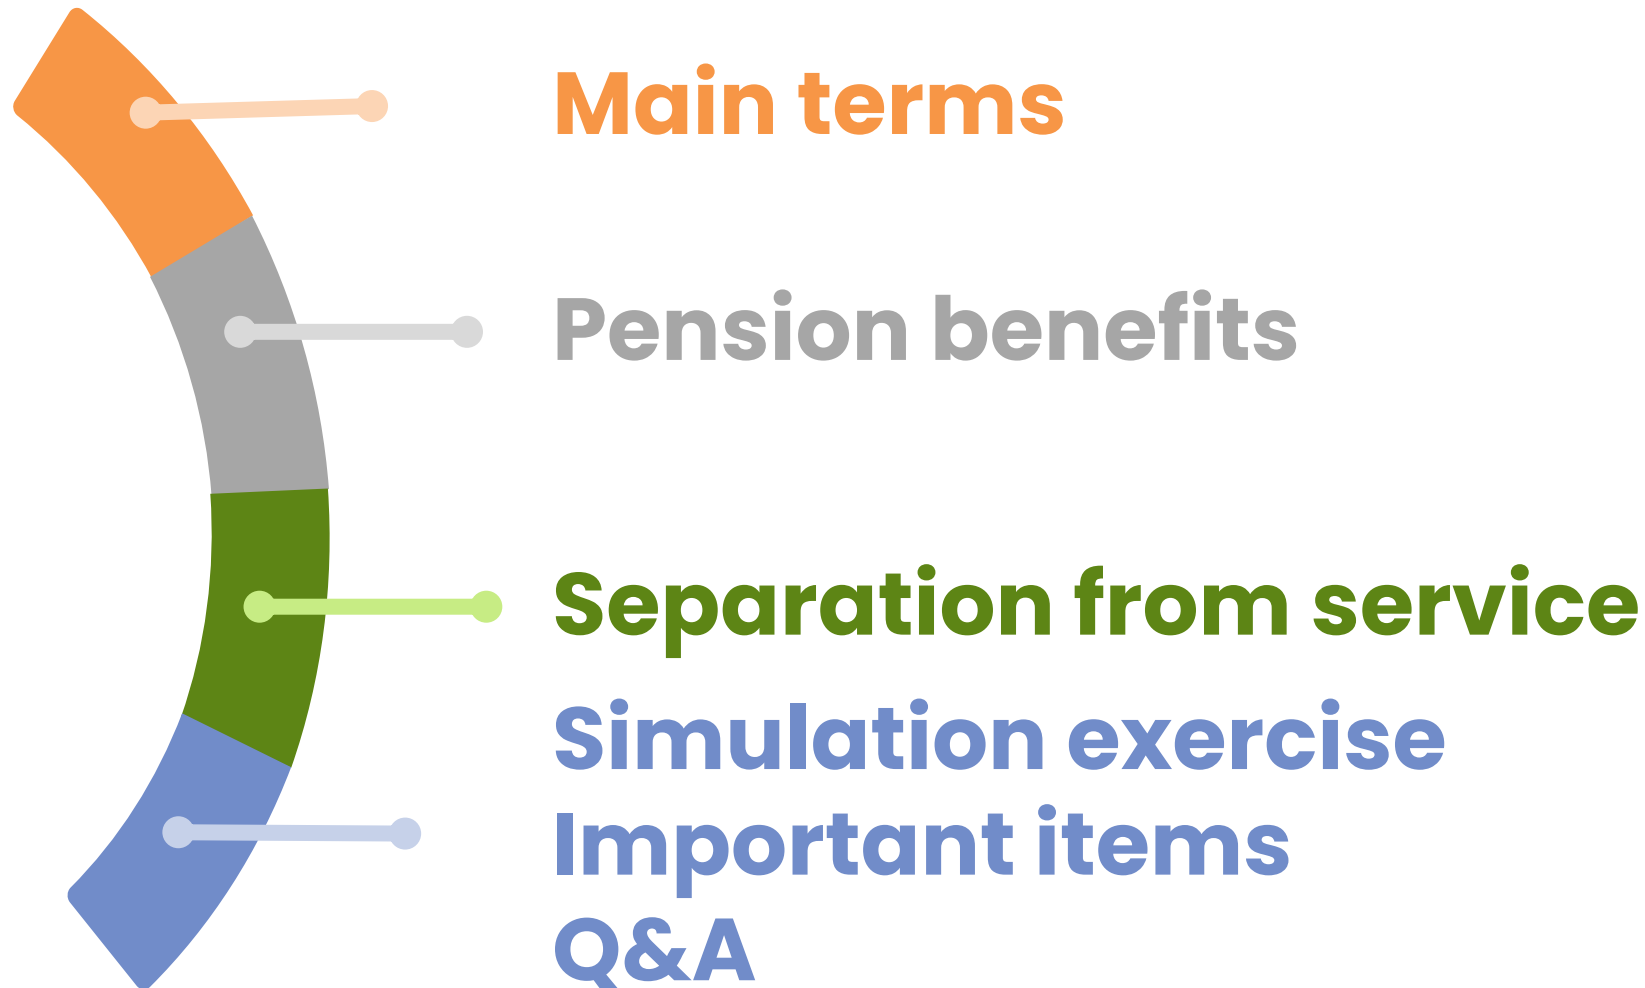 Main terms
Pension benefits
Separation from service
Simulation exercise
Important items
Q&A